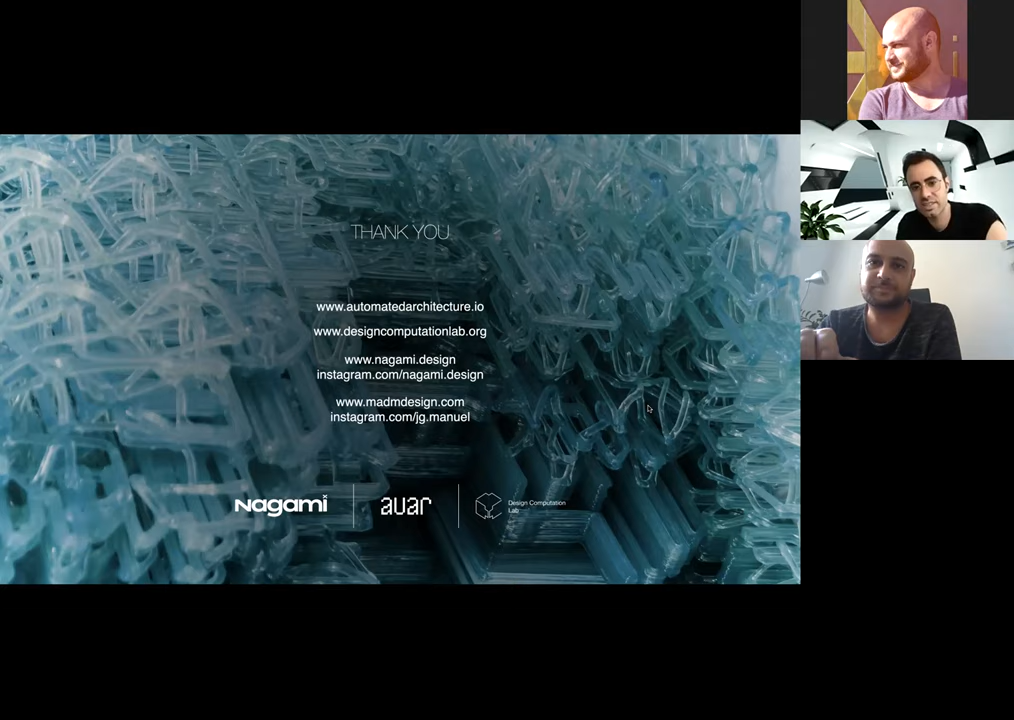 THANK YOU
www.automatedarchitecture.io
www.designcomputationlab.org
www.nagami.design
instagram.com/nagami.design
www.madmdesign.com
instagram.com/jg.manuel
Nagami
auar
Design Computation
Lab